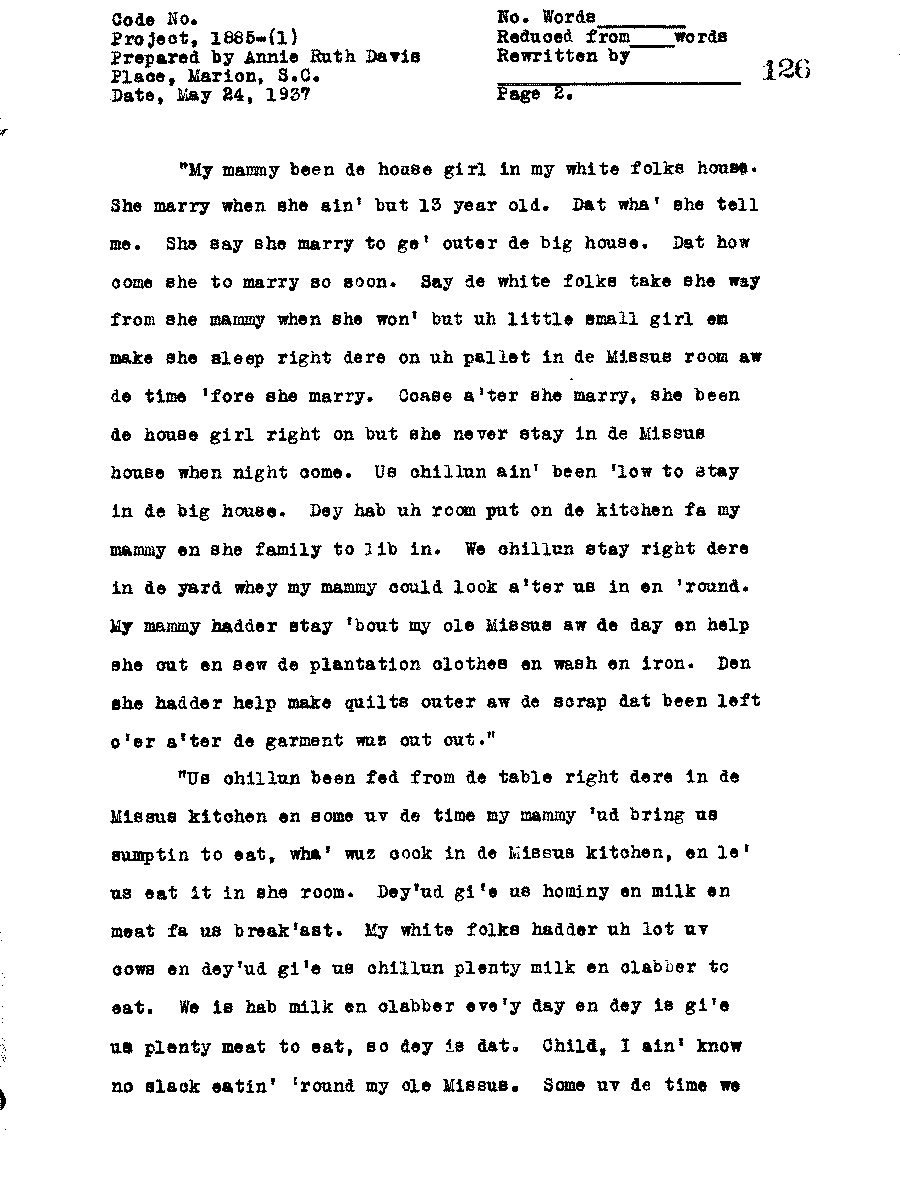 Code No.
Project, 1885-(1)
Prepared by Annie Ruth Davis
Place, Marion, S.C.
Date, May 24, 1937
No. Words
Reduced from words
Rewritten by
Page 2.
126
"My mammy been de house girl in my white folks house.
She marry when she ain' but 13 year old. Dat wha' she tell
me. She say she marry to ge' outer de big house. Dat how
come she to marry so soon. Say de white folks take she way
from she mammy when she won' but uh little small girl en
make she sleep right dere on uh pallet in de Missus room aw
de time 'fore she marry. Coase a'ter she marry, she been
de house girl right on but she never stay in de Missus
house when night come. Us chillun ain' been 'low to stay
in de big house. Dey hab uh room put on de kitchen fa my
mammy en she family to lib in. We chillun stay right dere
in de yard whey my mammy could look a'ter us in en 'round.
My mammy hadder stay 'bout my ole Missus aw de day en help
she cut en sew de plantation clothes en wash en iron. Den
she hadder help make quilts outer aw de scrap dat been left
o'er a'ter de garment wuz cut out."
"Us chillun been fed from de table right dere in de
Missus kitchen en some uv de time my mammy 'ud bring us
sumptin to eat, wha' wuz cook in de Missus kitchen, en le'
us eat it in she room. Dey'ud gi'e us hominy en milk en
meat fa us break'ast. My white folks hadder uh lot uv
cows en dey'ud gi'e us chillun plenty milk en clabber to
eat. We is hab milk en clabber eve'y day en dey is gi'e
us plenty meat to eat, so dey is dat. Child, I ain' know
no slack eatin' 'round my ole Missus. Some uv de time we